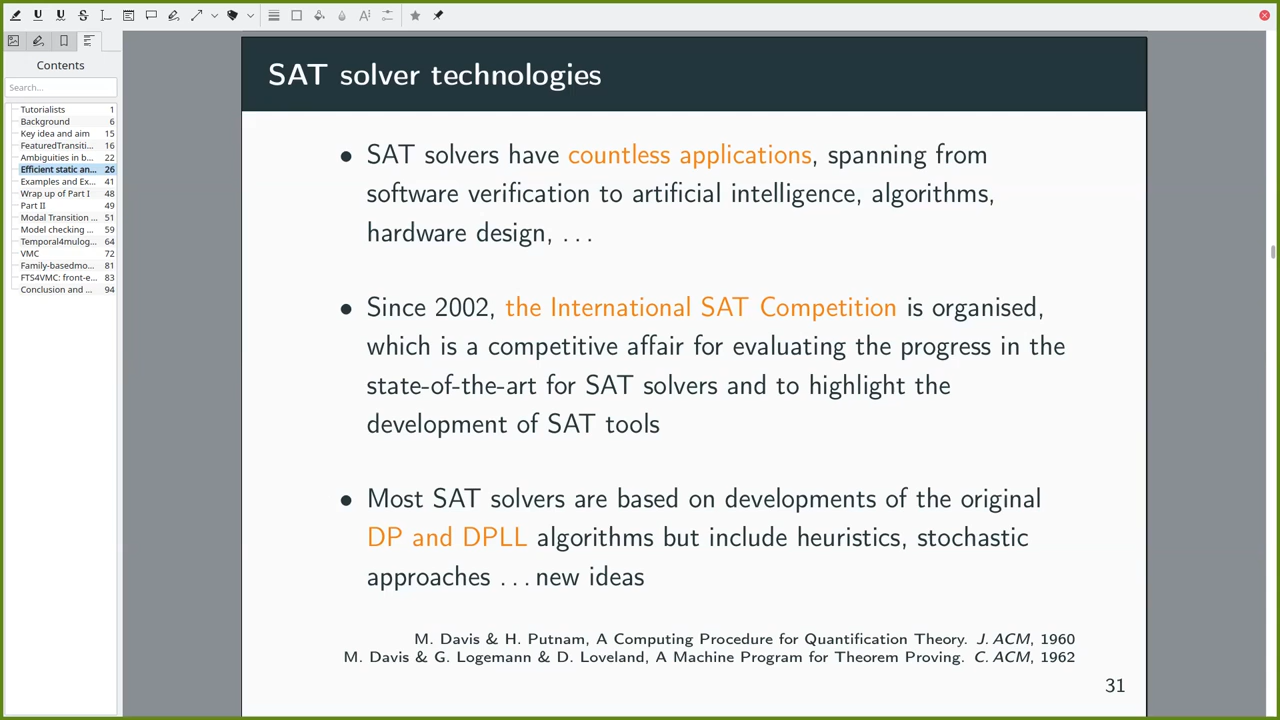 Contents
Search...
Tutorialists 1
Background 6
Key idea and aim 15
FeaturedTransiti... 16
Ambiguities in b... 22
Efficient static an... 26
Examples and Ex... 41
Wrap up of Part I 48
Part II 49
Modal Transition ... 51
Model checking ... 59
Temporal4mulog... 64
VMC 72
Family-basedmo... 81
FTS4VMC: front-e... 83
Conclusion and ... 94
SAT solver technologies
• SAT solvers have countless applications, spanning from
software verification to artificial intelligence, algorithms,
hardware design, ...
• Since 2002, the International SAT Competition is organised,
which is a competitive affair for evaluating the progress in the
state-of-the-art for SAT solvers and to highlight the
development of SAT tools
• Most SAT solvers are based on developments of the original
DP and DPLL algorithms but include heuristics, stochastic
approaches ... new ideas
M. Davis & H. Putnam, A Computing Procedure for Quantification Theory. J. ACM, 1960
M. Davis & G. Logemann & D. Loveland, A Machine Program for Theorem Proving. C. ACM, 1962
31